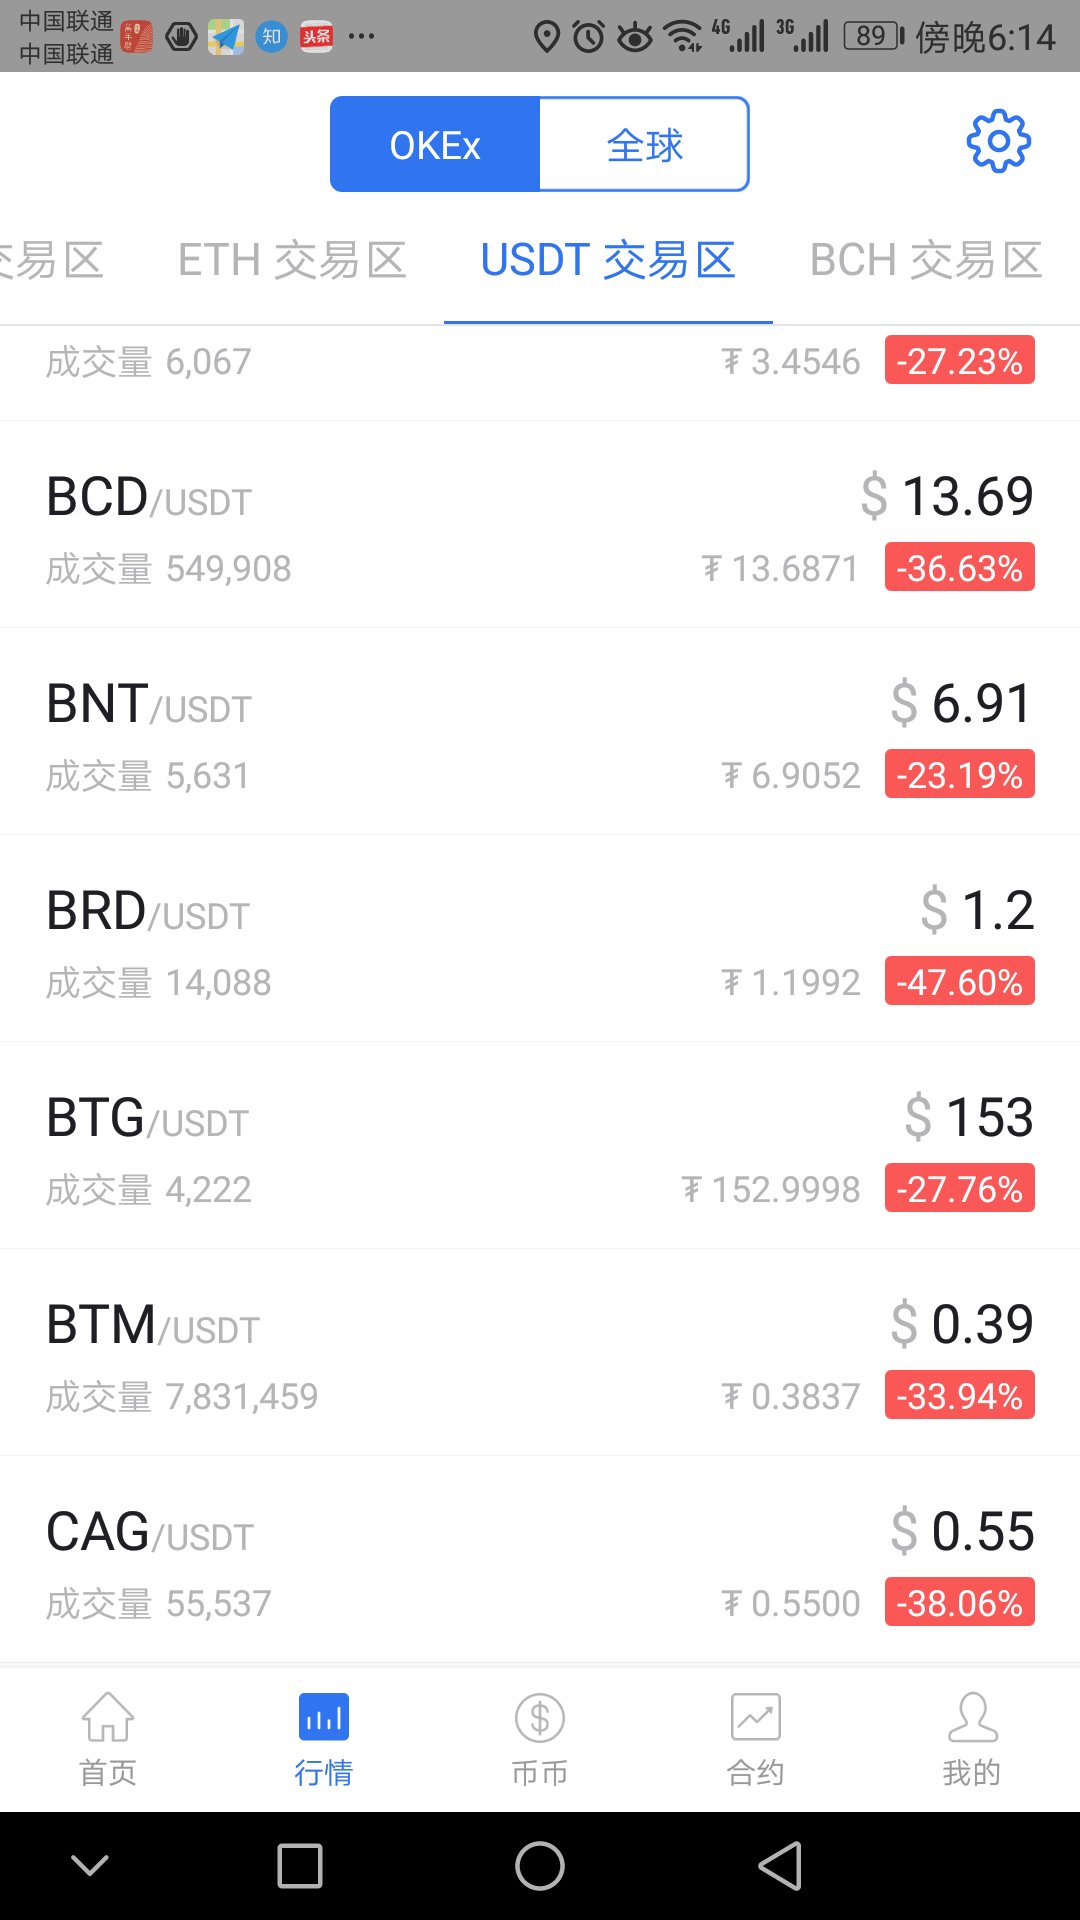 中国联通
中国联通
知
头条
4G
3G
89
傍晚6:14
OKEx
全球
交易区
ETH 交易区
USDT 交易区
BCH 交易区
成交量 6,067
₮ 3.4546
-27.23%
BCD/USDT
$ 13.69
成交量 549,908
₮ 13.6871
-36.63%
BNT/USDT
$ 6.91
成交量 5,631
₮ 6.9052
-23.19%
BRD/USDT
$ 1.2
成交量 14,088
₮ 1.1992
-47.60%
BTG/USDT
$ 153
成交量 4,222
₮ 152.9998
-27.76%
BTM/USDT
$ 0.39
成交量 7,831,459
₮ 0.3837
-33.94%
CAG/USDT
$ 0.55
成交量 55,537
₮ 0.5500
-38.06%
首页
行情
币币
合约
我的